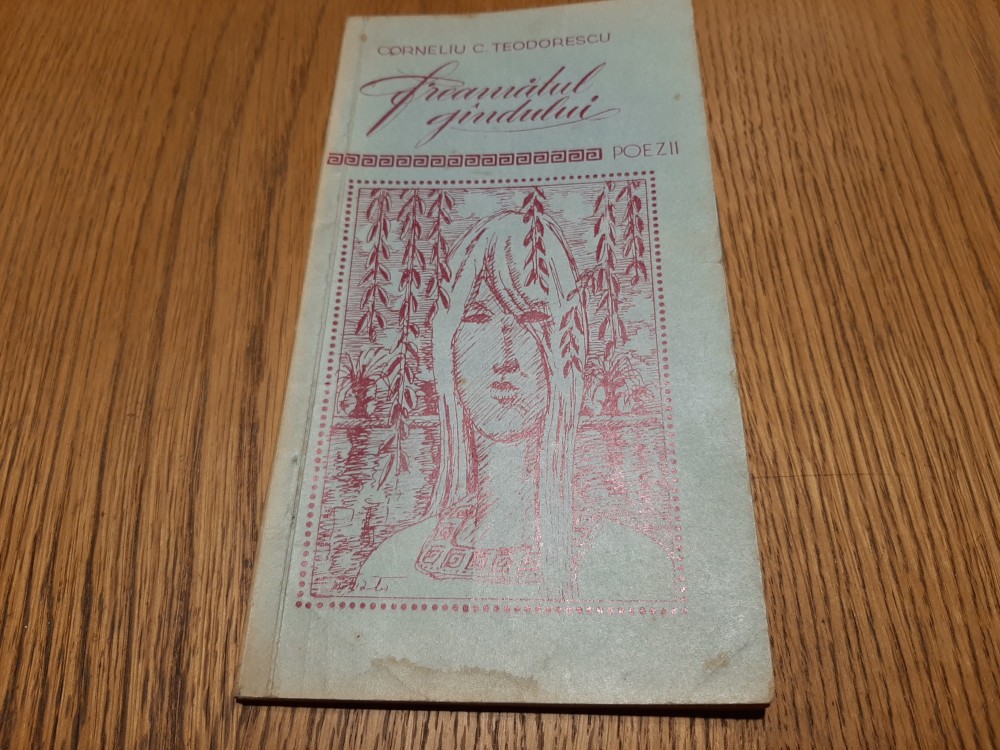 CORNELIU C. TEODORESCU
freamătul
gîndului
POEZII